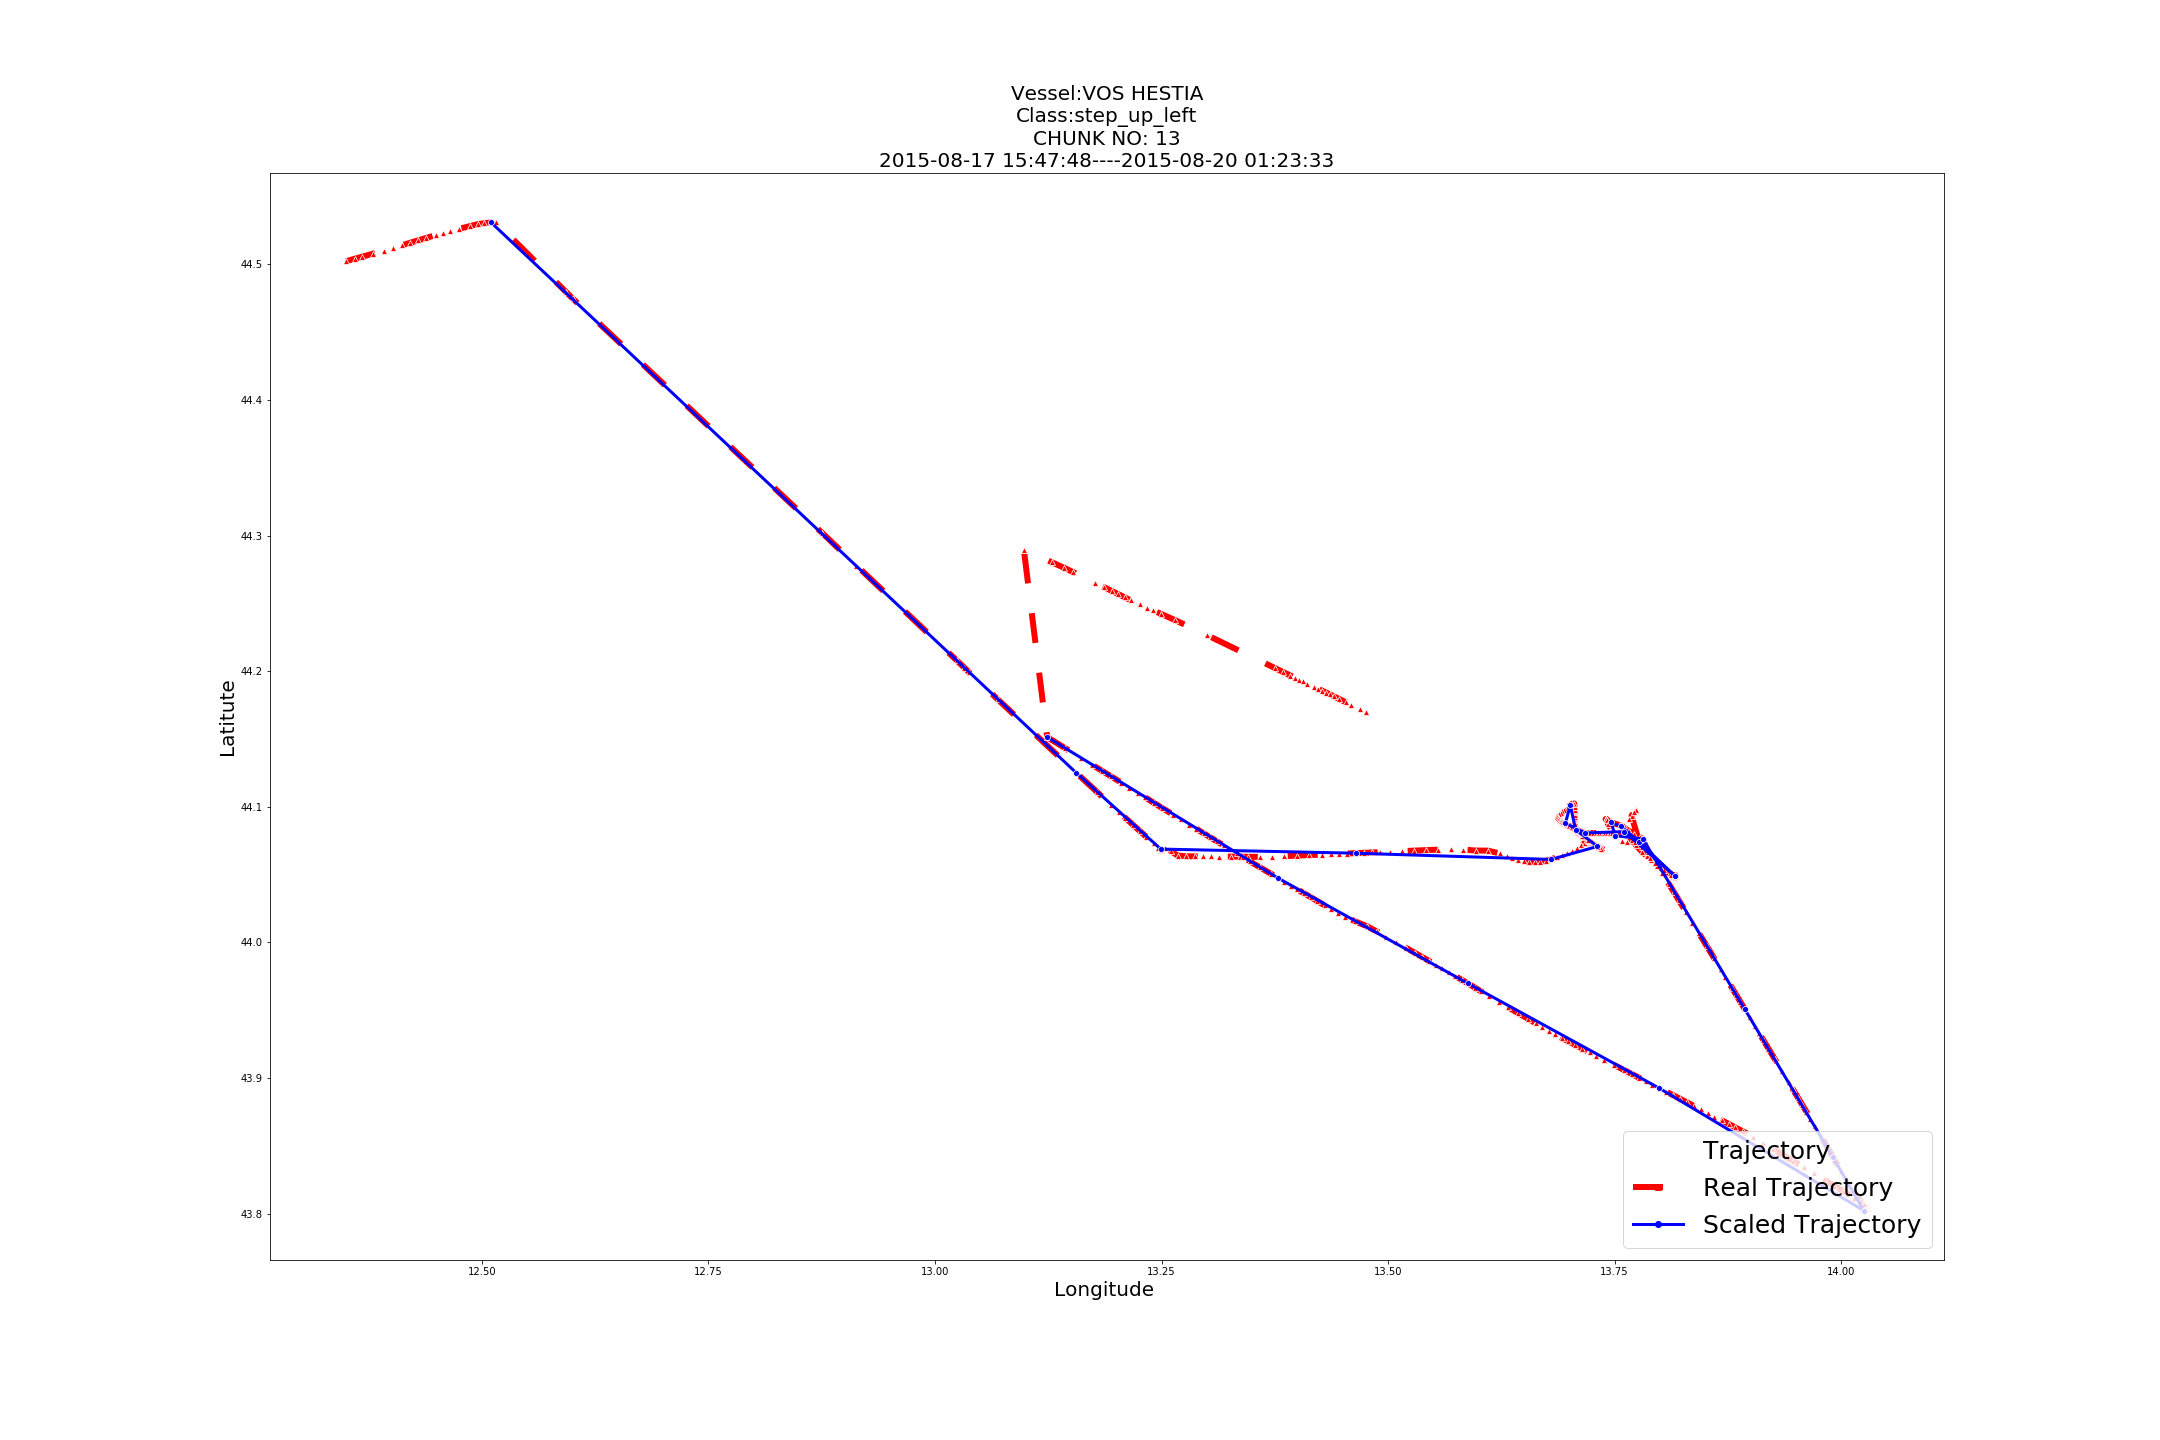 Vessel:VOS HESTIA
Class:step_up_left
CHUNK NO: 13
2015-08-17 15:47:48----2015-08-20 01:23:33
44.5
44.4
44.3
44.2
44.1
44.0
43.9
43.8
Latitute
12.50
12.75
13.00
13.25
13.50
13.75
14.00
Longitude
Trajectory
Real Trajectory
Scaled Trajectory